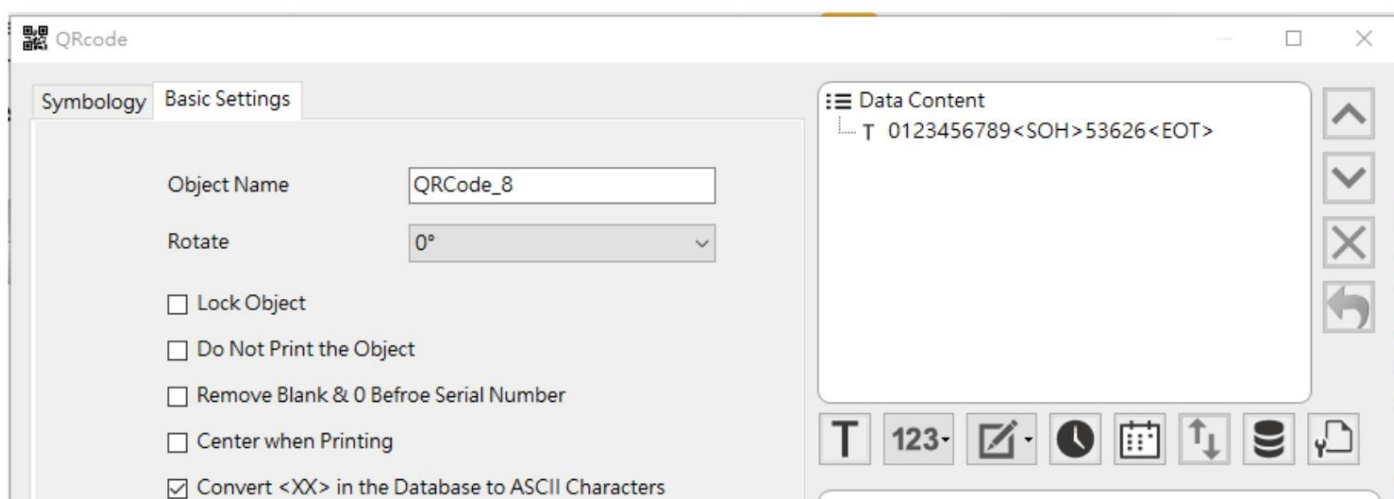 QRcode
Symbology
Basic Settings
Object Name
QRCode_8
Rotate
0°
Lock Object
Do Not Print the Object
Remove Blank & 0 Befroe Serial Number
Center when Printing
Convert <XX> in the Database to ASCII Characters
Data Content
T 0123456789<SOH>53626<EOT>
T
123